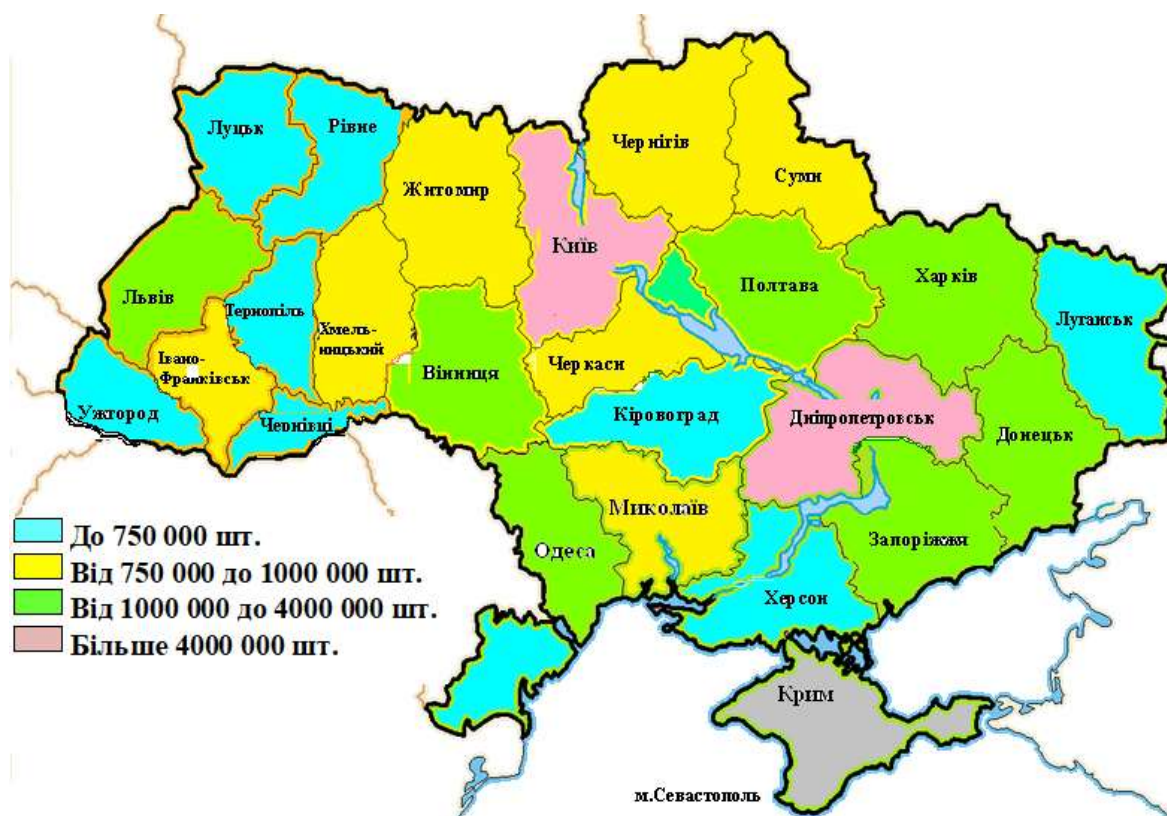 Луцьк
Рівне
Чернігів
Суми
Житомир
Київ
Львів
Тернопіль
Хмель-
ницький
Полтава
Харків
Луганськ
Івано-
Франківськ
Вінниця
Черкаси
Ужгород
Чернівці
Кіровоград
Дніпропетровськ
Донецьк
Миколаїв
Одеса
Запоріжжя
Херсон
Крим
м.Севастополь
До 750 000 шт.
Від 750 000 до 1000 000 шт.
Від 1000 000 до 4000 000 шт.
Більше 4000 000 шт.